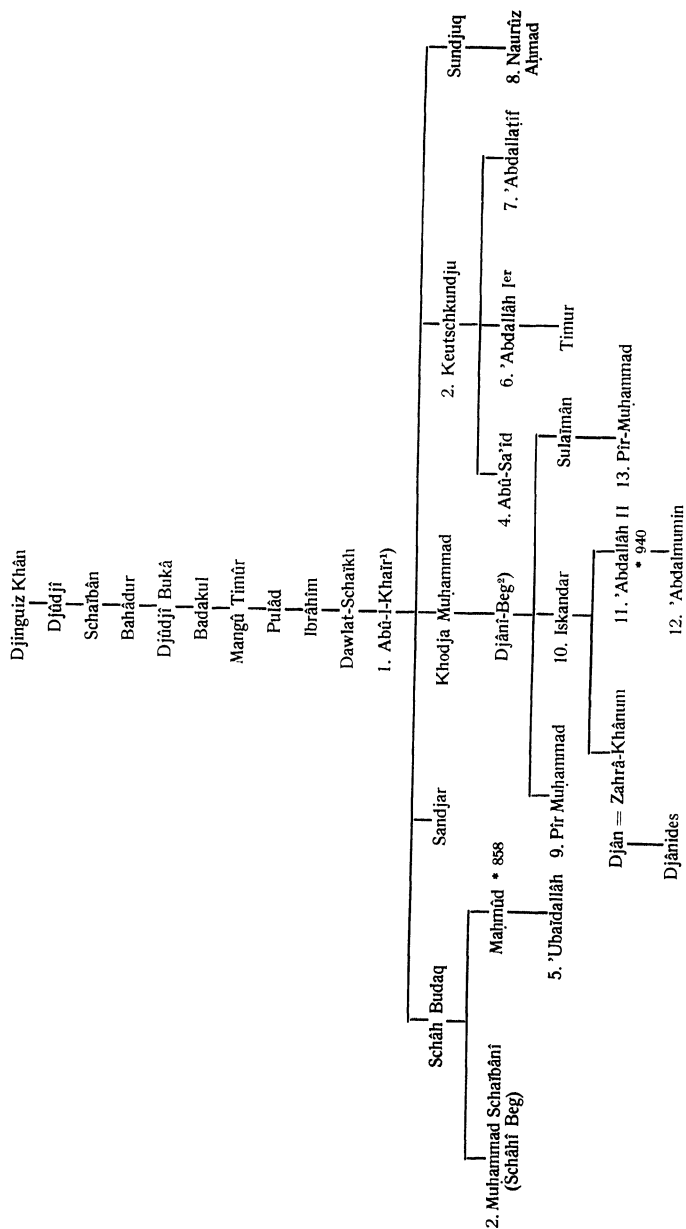 Djinguiz Khân
Djûdjî
Schaïbân
Bahâdur
Djûdjî Bukâ
Badakul
Mangû Timûr
Pulâd
Ibrâhîm
Dawlat-Schaïkh
1. Abû-l-Khaïr¹)
Schâh Budaq
Sandjar
Khodja Muḥammad
2. Keutschkundju
Sundjuq
2. Muḥammad Schaïbânî
(Schâhî Beg)
Maḥmûd * 858
Djânî-Beg²)
4. Abû-Sa'îd
6. 'Abdallâh Iᵉʳ
7. 'Abdallaṭif
8. Naurûz
Aḥmad
5. 'Ubaïdallâh
9. Pîr Muḥammad
10. Iskandar
Sulaïmân
Timur
Djân = Zahrâ-Khânum
11. 'Abdallâh II
* 940
13. Pîr-Muḥammad
Djânides
12. 'Abdalmumin